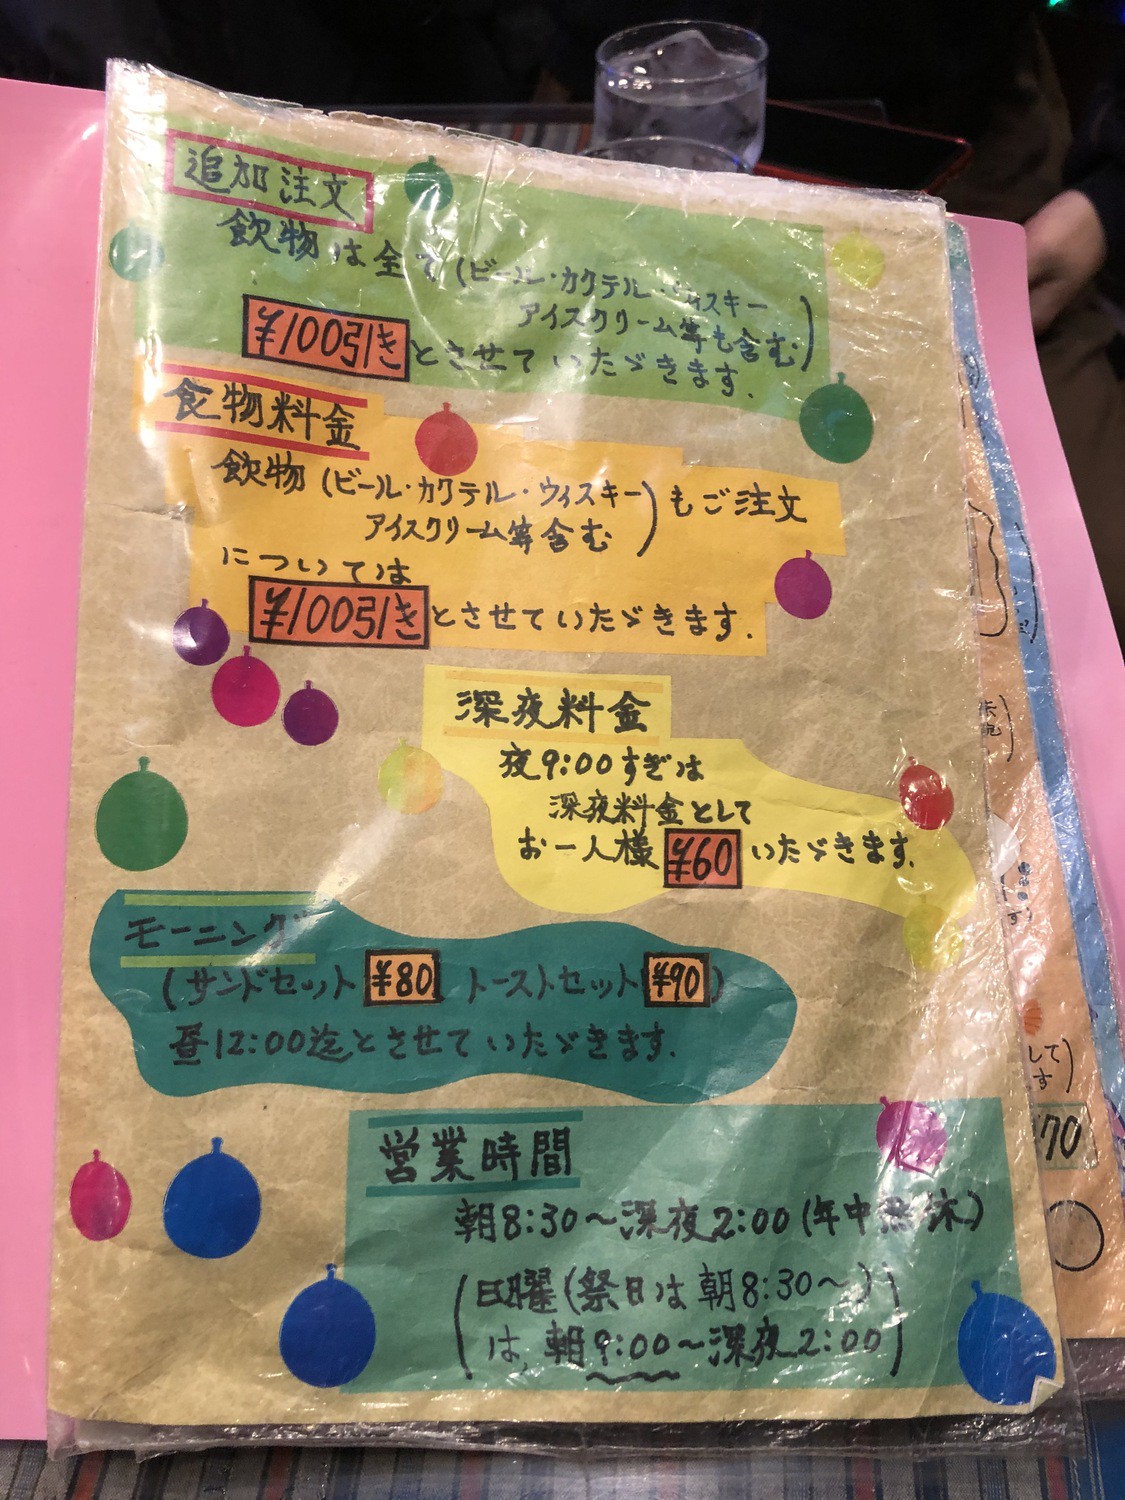 追加注文
飲物は全て(ビール・カクテル・ウィスキー
アイスクリーム等も含む)
¥100引きとさせていたゞきます.
食物料金
飲物(ビール・カクテル・ウィスキー
アイスクリーム等含む)もご注文
については
¥100引きとさせていたゞきます.
深夜料金
夜9:00すぎは
深夜料金として
お一人様 ¥60 いたゞきます.
モーニング
(サンドセット ¥80 トーストセット ¥90)
昼12:00迄とさせていたゞきます.
営業時間
朝8:30〜深夜2:00(年中無休)
(日曜(祭日は朝8:30〜)
は、朝9:00〜深夜2:00)
して
す)
70